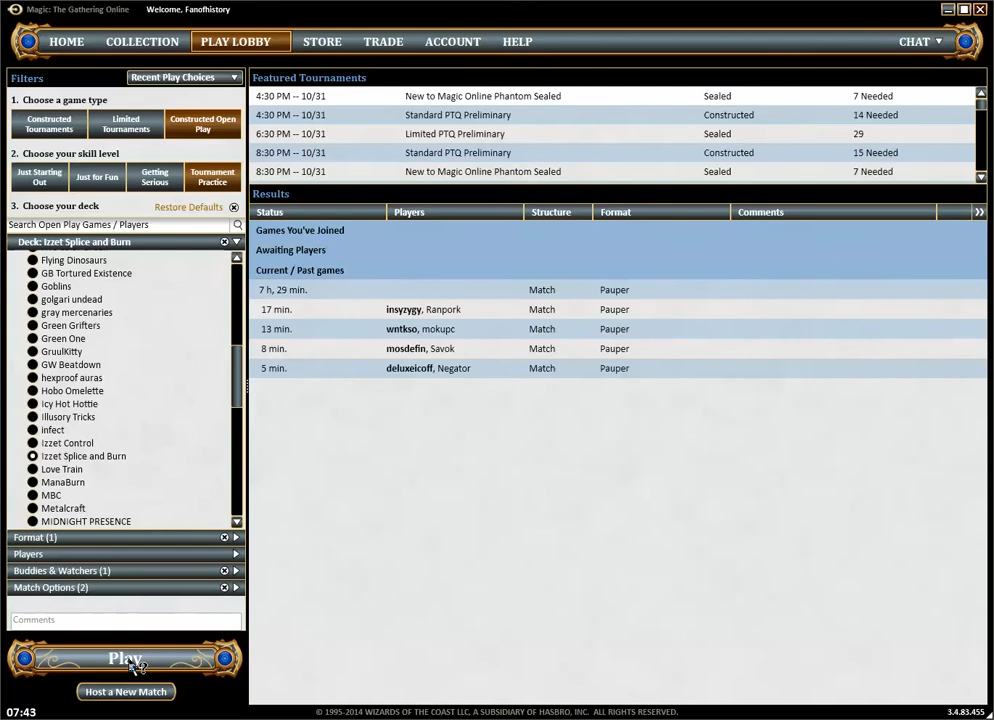 Magic: The Gathering Online Welcome, Fanofhistory
HOME COLLECTION PLAY LOBBY STORE TRADE ACCOUNT HELP CHAT
Filters Recent Play Choices
1. Choose a game type
Constructed Tournaments Limited Tournaments Constructed Open Play
2. Choose your skill level
Just Starting Out Just for Fun Getting Serious Tournament Practice
3. Choose your deck Restore Defaults
Search Open Play Games / Players
Deck: Izzet Splice and Burn
Flying Dinosaurs
GB Tortured Existence
Goblins
golgari undead
gray mercenaries
Green Grifters
Green One
GruulKitty
GW Beatdown
hexproof auras
Hobo Omelette
Icy Hot Hottie
Illusory Tricks
infect
Izzet Control
Izzet Splice and Burn
Love Train
ManaBurn
MBC
Metalcraft
MIDNIGHT PRESENCE
Format (1)
Players
Buddies & Watchers (1)
Match Options (2)
Comments
Play
Host a New Match
07:43
Featured Tournaments
4:30 PM -- 10/31 New to Magic Online Phantom Sealed Sealed 7 Needed
4:30 PM -- 10/31 Standard PTQ Preliminary Constructed 14 Needed
6:30 PM -- 10/31 Limited PTQ Preliminary Sealed 29
8:30 PM -- 10/31 Standard PTQ Preliminary Constructed 15 Needed
8:30 PM -- 10/31 New to Magic Online Phantom Sealed Sealed 7 Needed
Results
Status Players Structure Format Comments
Games You've Joined
Awaiting Players
Current / Past games
7 h, 29 min. Match Pauper
17 min. insyzygy, Ranpork Match Pauper
13 min. wntkso, mokupc Match Pauper
8 min. mosdefin, Savok Match Pauper
5 min. deluxeicoff, Negator Match Pauper
© 1995-2014 WIZARDS OF THE COAST LLC, A SUBSIDIARY OF HASBRO, INC. ALL RIGHTS RESERVED. 3.4.83.455